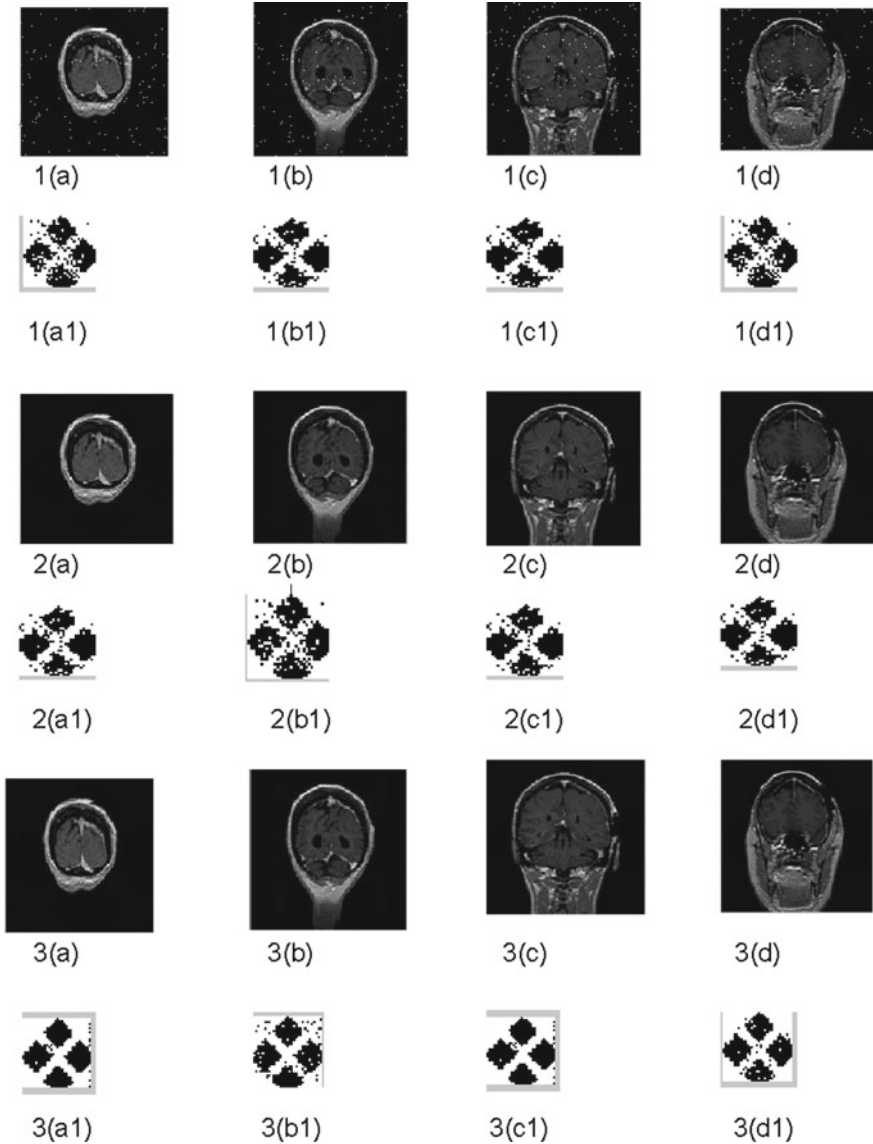 1(a) 1(b) 1(c) 1(d)
1(a1) 1(b1) 1(c1) 1(d1)
2(a) 2(b) 2(c) 2(d)
2(a1) 2(b1) 2(c1) 2(d1)
3(a) 3(b) 3(c) 3(d)
3(a1) 3(b1) 3(c1) 3(d1)